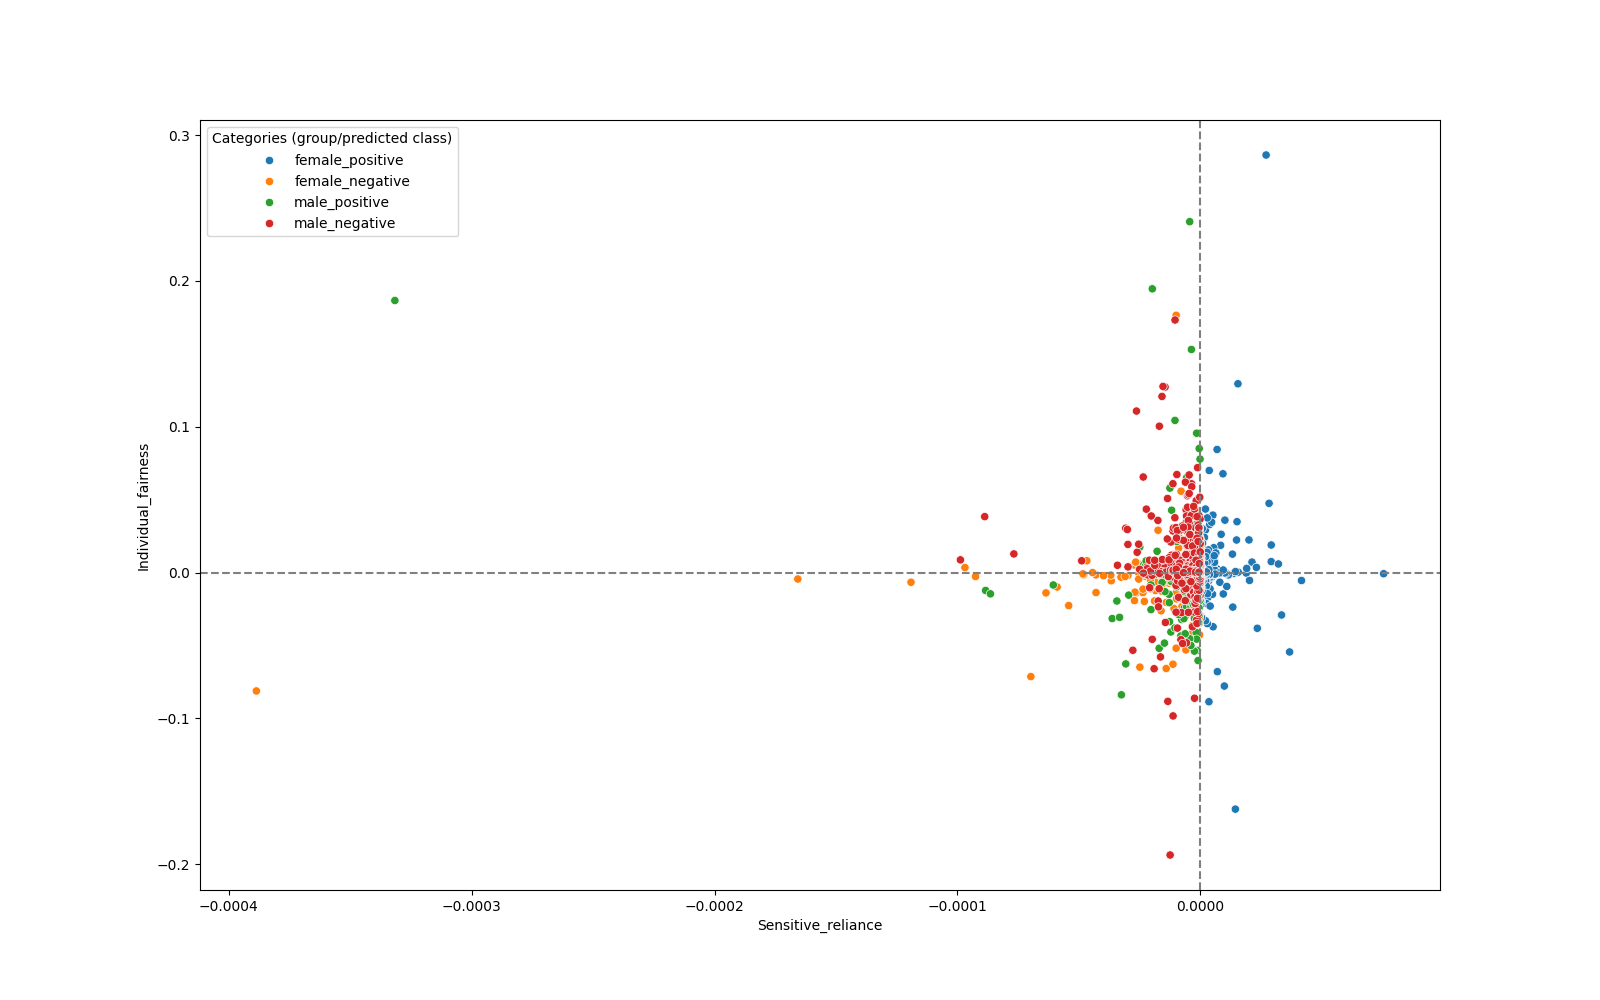 Categories (group/predicted class)
female_positive
female_negative
male_positive
male_negative
0.3
0.2
0.1
0.0
−0.1
−0.2
Individual_fairness
−0.0004
−0.0003
−0.0002
−0.0001
0.0000
Sensitive_reliance